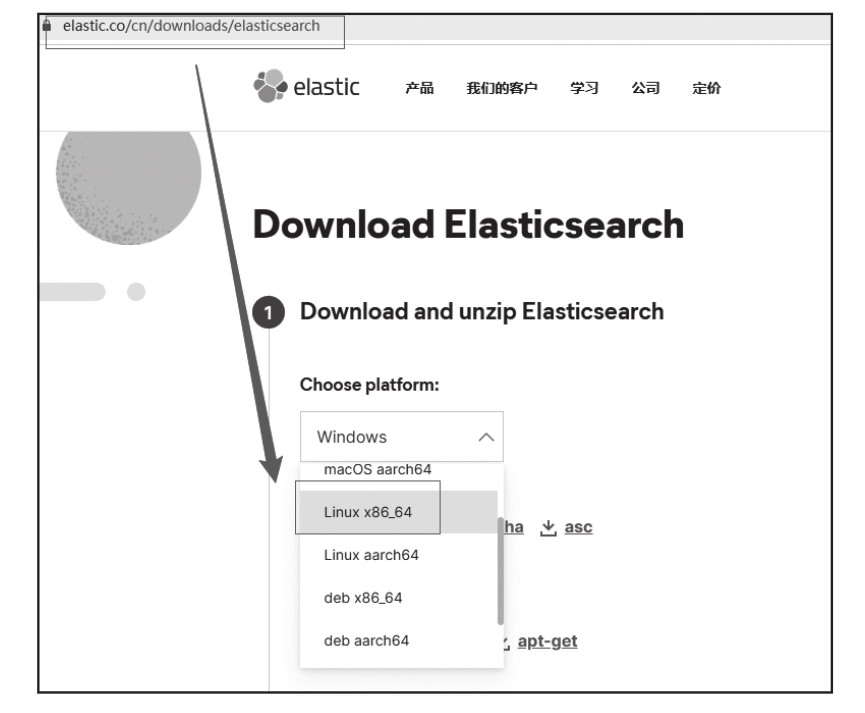 elastic.co/cn/downloads/elasticsearch
elastic 产品 我们的客户 学习 公司 定价
Download Elasticsearch
1 Download and unzip Elasticsearch
Choose platform:
Windows
macOS aarch64
Linux x86_64
ha asc
Linux aarch64
deb x86_64
deb aarch64
apt-get